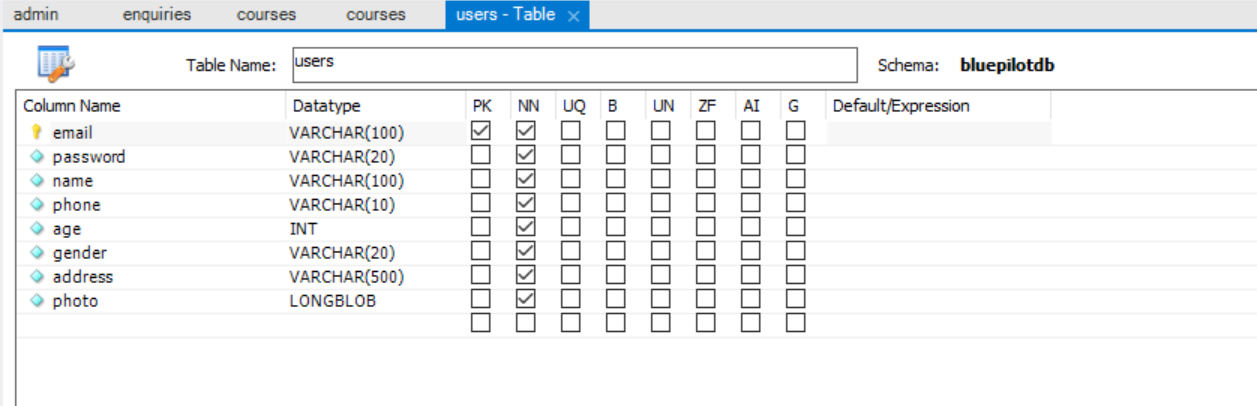 admin enquiries courses courses users - Table ×
Table Name: users Schema: bluepilotdb
Column Name Datatype PK NN UQ B UN ZF AI G Default/Expression
email VARCHAR(100)
password VARCHAR(20)
name VARCHAR(100)
phone VARCHAR(10)
age INT
gender VARCHAR(20)
address VARCHAR(500)
photo LONGBLOB